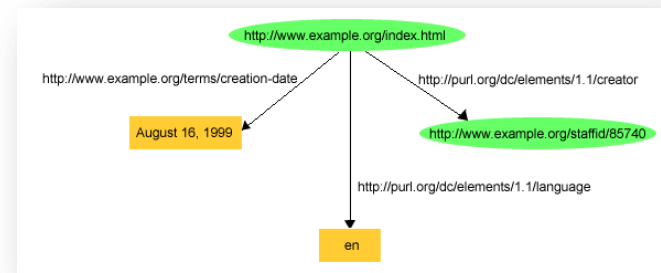 http://www.example.org/index.html
http://www.example.org/terms/creation-date
http://purl.org/dc/elements/1.1/creator
August 16, 1999
http://www.example.org/staffid/85740
http://purl.org/dc/elements/1.1/language
en